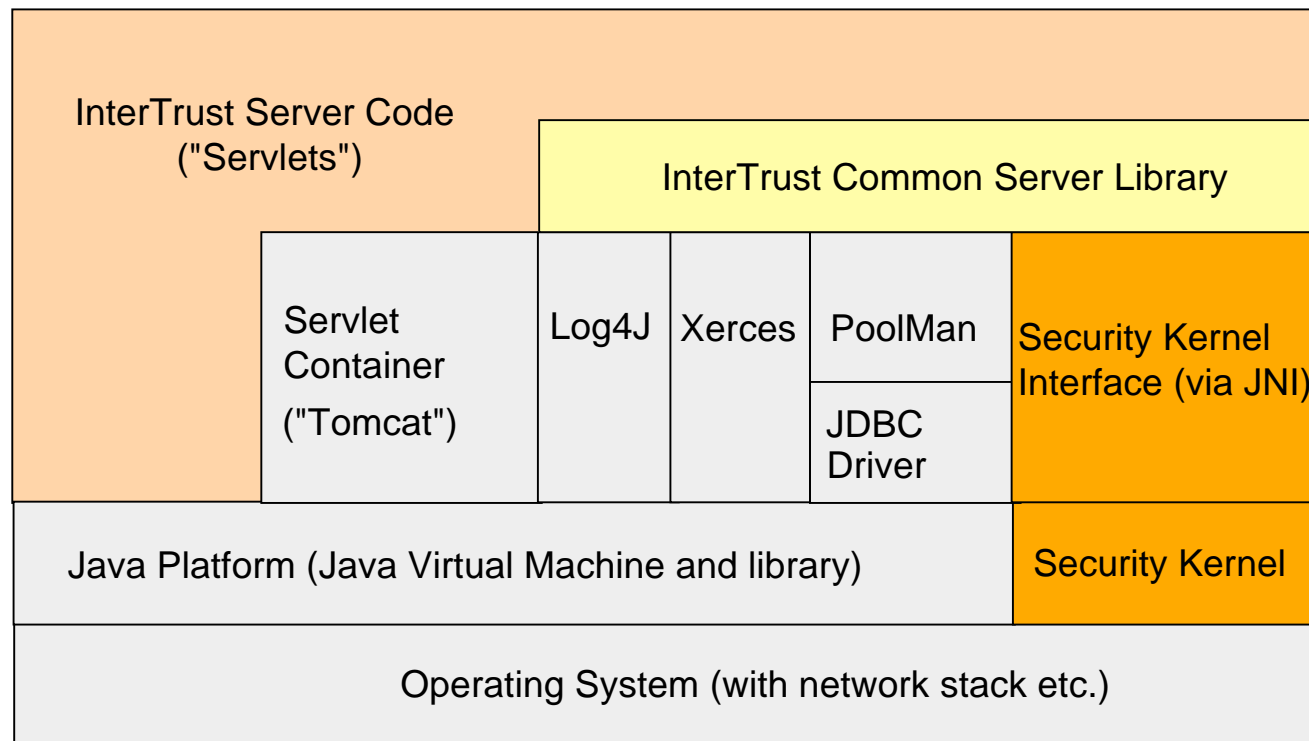 InterTrust Server Code
("Servlets")
InterTrust Common Server Library
Servlet
Container
("Tomcat")
Log4J
Xerces
PoolMan
JDBC
Driver
Security Kernel
Interface (via JNI)
Java Platform (Java Virtual Machine and library)
Security Kernel
Operating System (with network stack etc.)